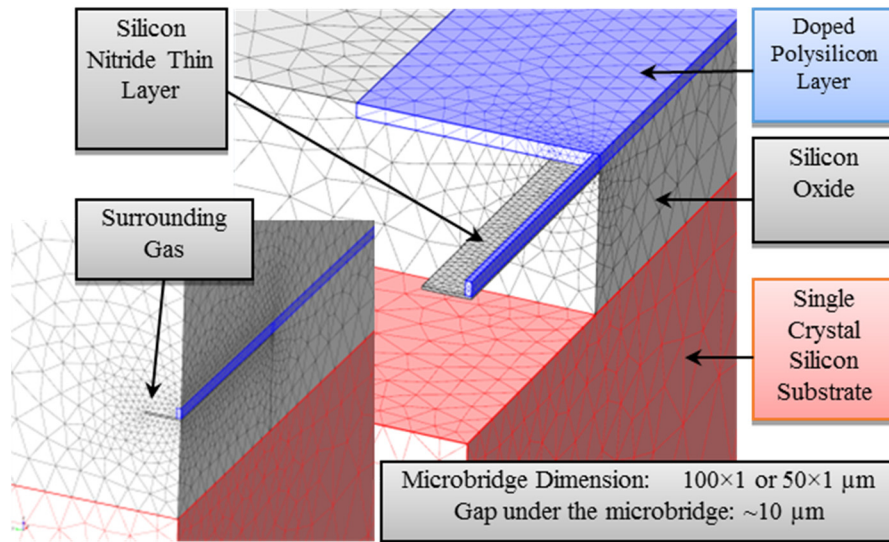 Silicon
Nitride Thin
Layer
Doped
Polysilicon
Layer
Silicon
Oxide
Surrounding
Gas
Single
Crystal
Silicon
Substrate
Microbridge Dimension: 100×1 or 50×1 μm
Gap under the microbridge: ~10 μm